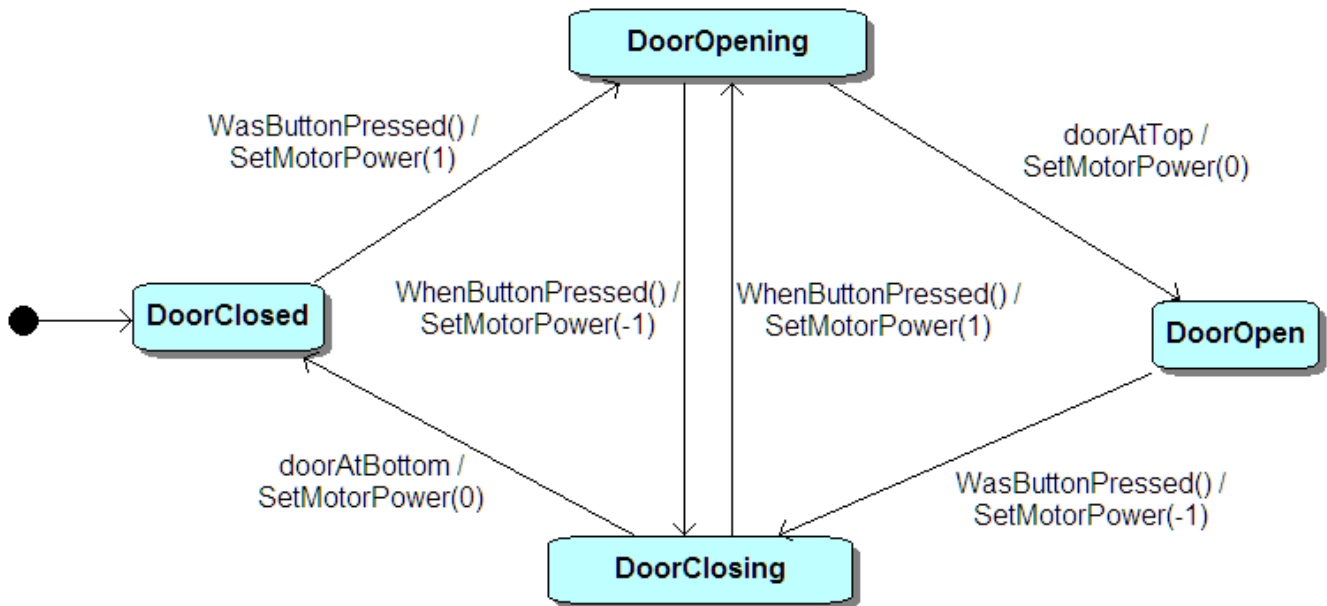 DoorOpening
WasButtonPressed() /
SetMotorPower(1)
doorAtTop /
SetMotorPower(0)
DoorClosed
WhenButtonPressed() /
SetMotorPower(-1)
WhenButtonPressed() /
SetMotorPower(1)
DoorOpen
doorAtBottom /
SetMotorPower(0)
WasButtonPressed() /
SetMotorPower(-1)
DoorClosing